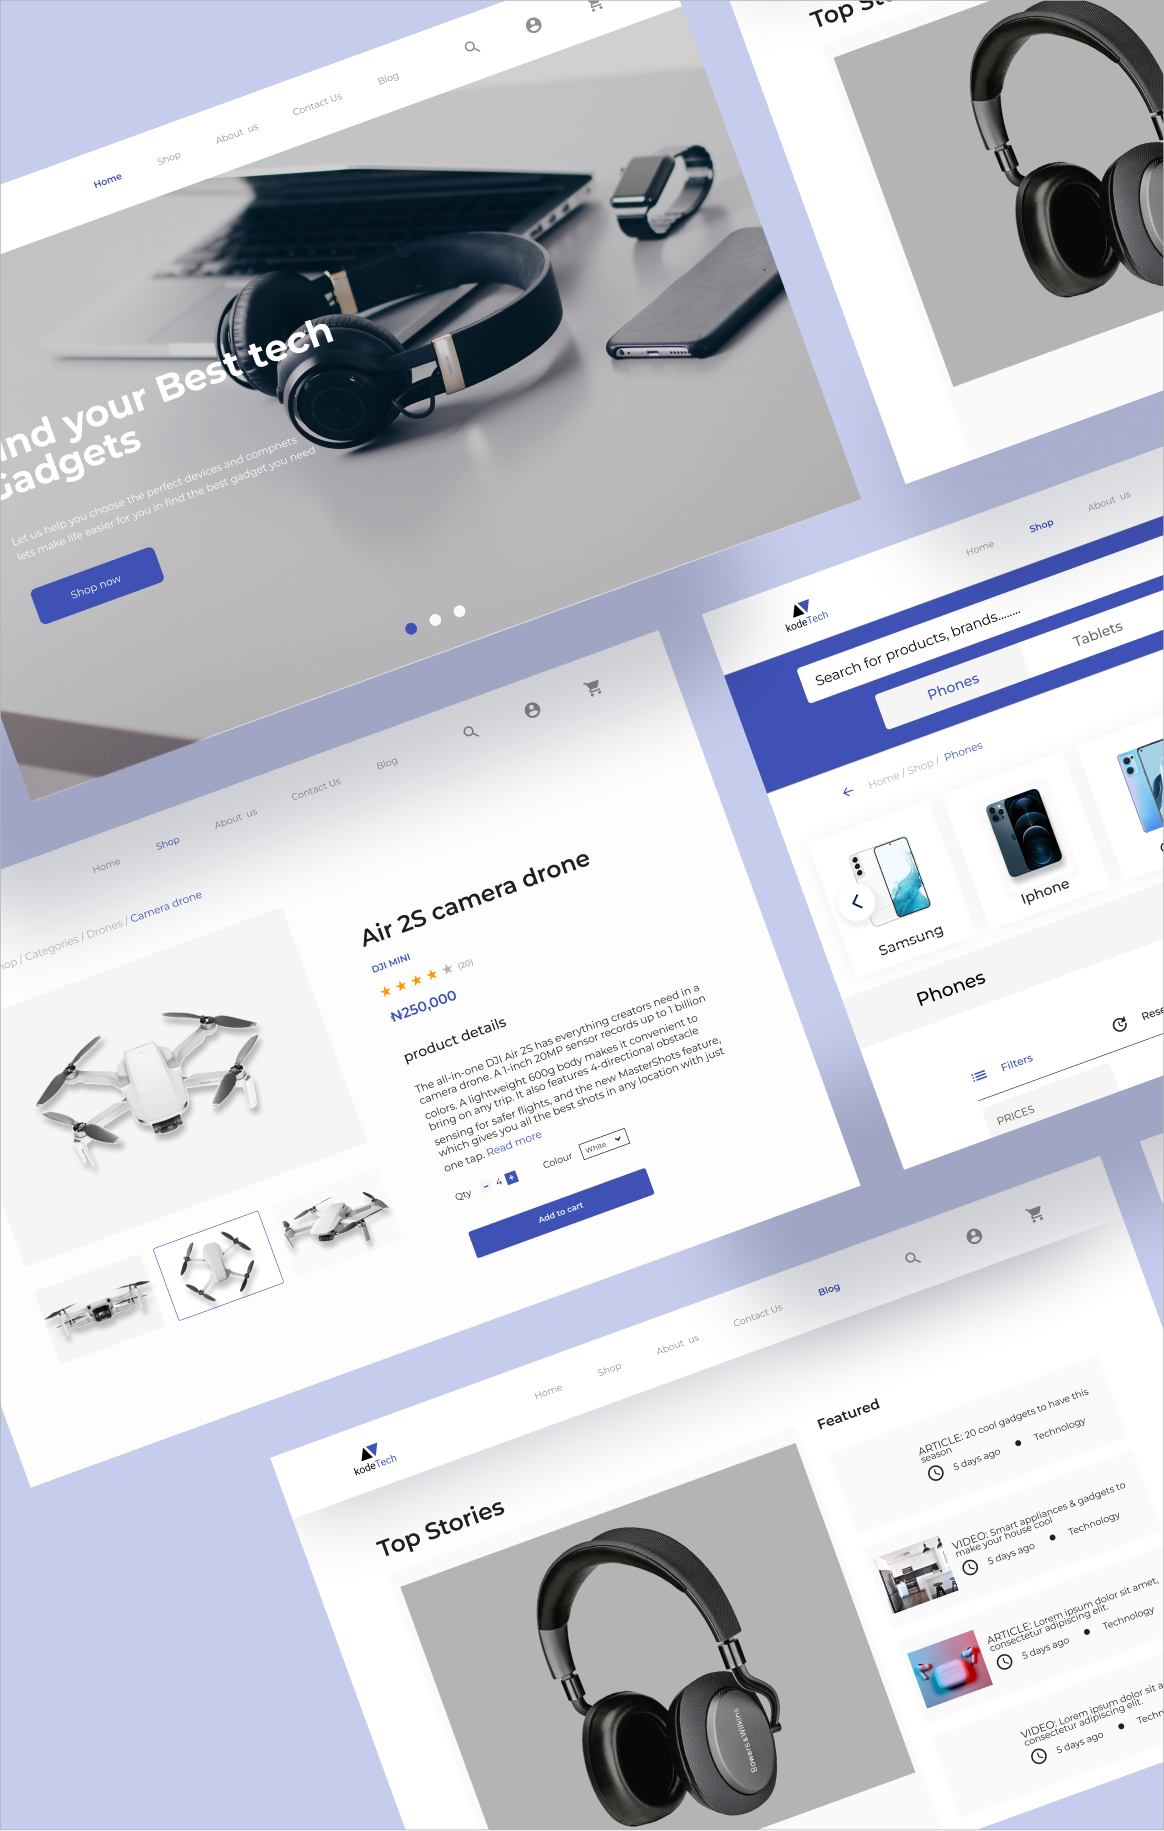 Home
Shop
About us
Contact Us
Blog
Find your Best tech
Gadgets
Let us help you choose the perfect devices and compnets
lets make life easier for you in find the best gadget you need
Shop now
Top
kodeTech
Home
Shop
About us
Search for products, brands........
Phones
Tablets
Home / Shop / Phones
Samsung
Iphone
Phones
Filters
PRICES
Home
Shop
About us
Contact Us
Blog
/ Categories / Drones / Camera drone
Air 2S camera drone
DJI MINI
(20)
₦250,000
product details
The all-in-one DJI Air 2S has everything creators need in a
camera drone. A 1-inch 20MP sensor records up to 1 billion
colors. A lightweight 600g body makes it convenient to
bring on any trip. It also features 4-directional obstacle
sensing for safer flights, and the new MasterShots feature,
which gives you all the best shots in any location with just
one tap. Read more
Qty - 4 +
Colour White
Add to cart
kodeTech
Home
Shop
About us
Contact Us
Blog
Top Stories
Bowers & Wilkins
Featured
ARTICLE: 20 cool gadgets to have this
season
5 days ago • Technology
VIDEO: Smart appliances & gadgets to
make your house cool
5 days ago • Technology
ARTICLE: Lorem ipsum dolor sit amet,
consectetur adipiscing elit.
5 days ago • Technology
VIDEO: Lorem ipsum dolor sit a
consectetur adipiscing elit.
5 days ago • Techn